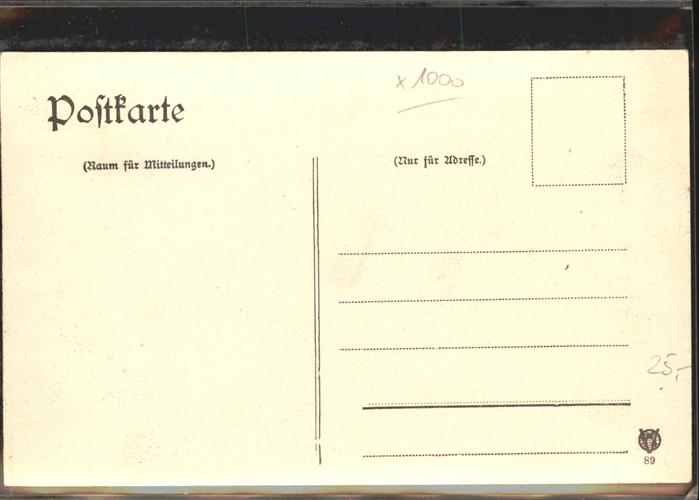 x 1000
Postkarte
(Raum für Mitteilungen.)
(Nur für Adresse.)
25,-
89